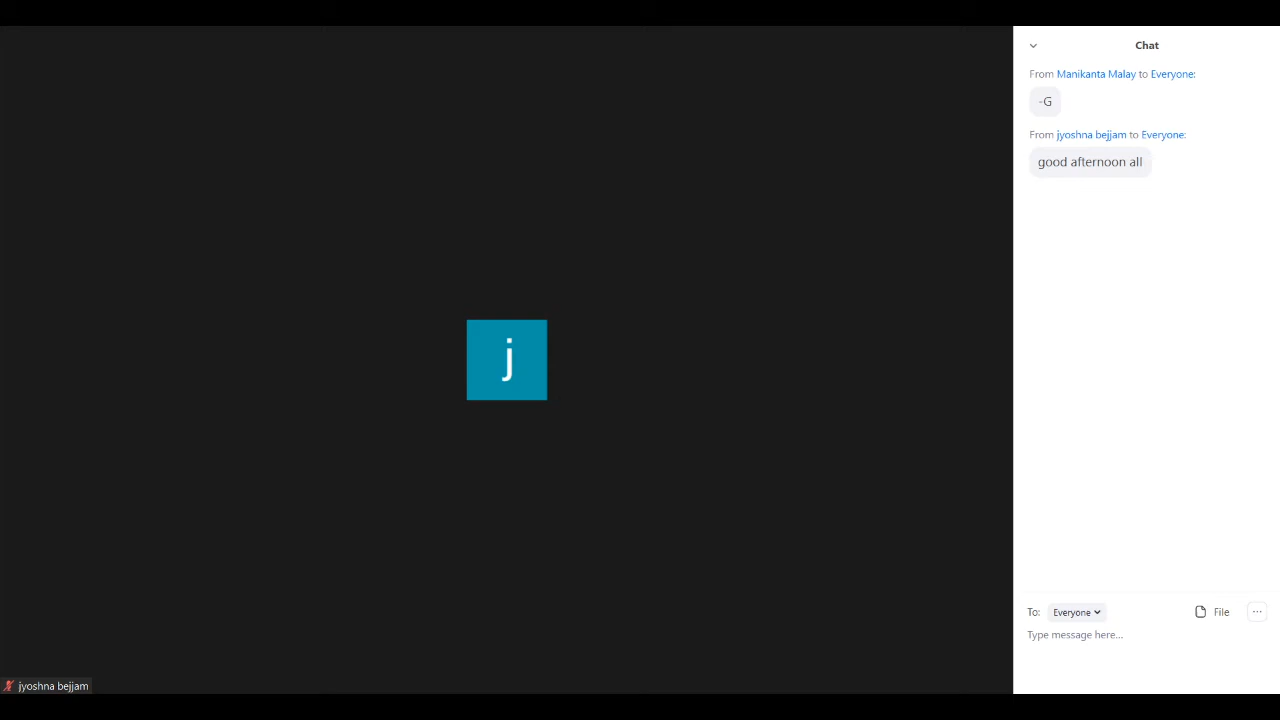 Chat
From Manikanta Malay to Everyone:
-G
From jyoshna bejjam to Everyone:
good afternoon all
j
To: Everyone File ...
Type message here...
jyoshna bejjam